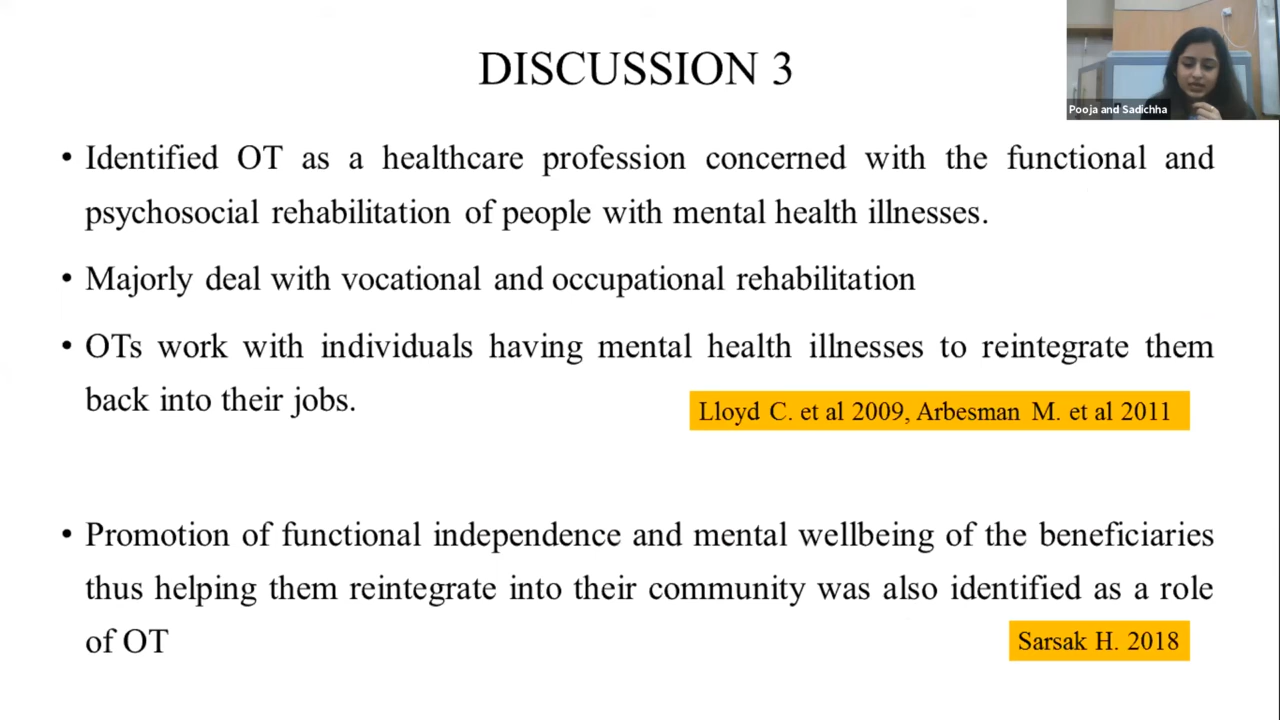 DISCUSSION 3
Pooja and Sadichha
• Identified OT as a healthcare profession concerned with the functional and
psychosocial rehabilitation of people with mental health illnesses.
• Majorly deal with vocational and occupational rehabilitation
• OTs work with individuals having mental health illnesses to reintegrate them
back into their jobs.
Lloyd C. et al 2009, Arbesman M. et al 2011
• Promotion of functional independence and mental wellbeing of the beneficiaries
thus helping them reintegrate into their community was also identified as a role
of OT
Sarsak H. 2018